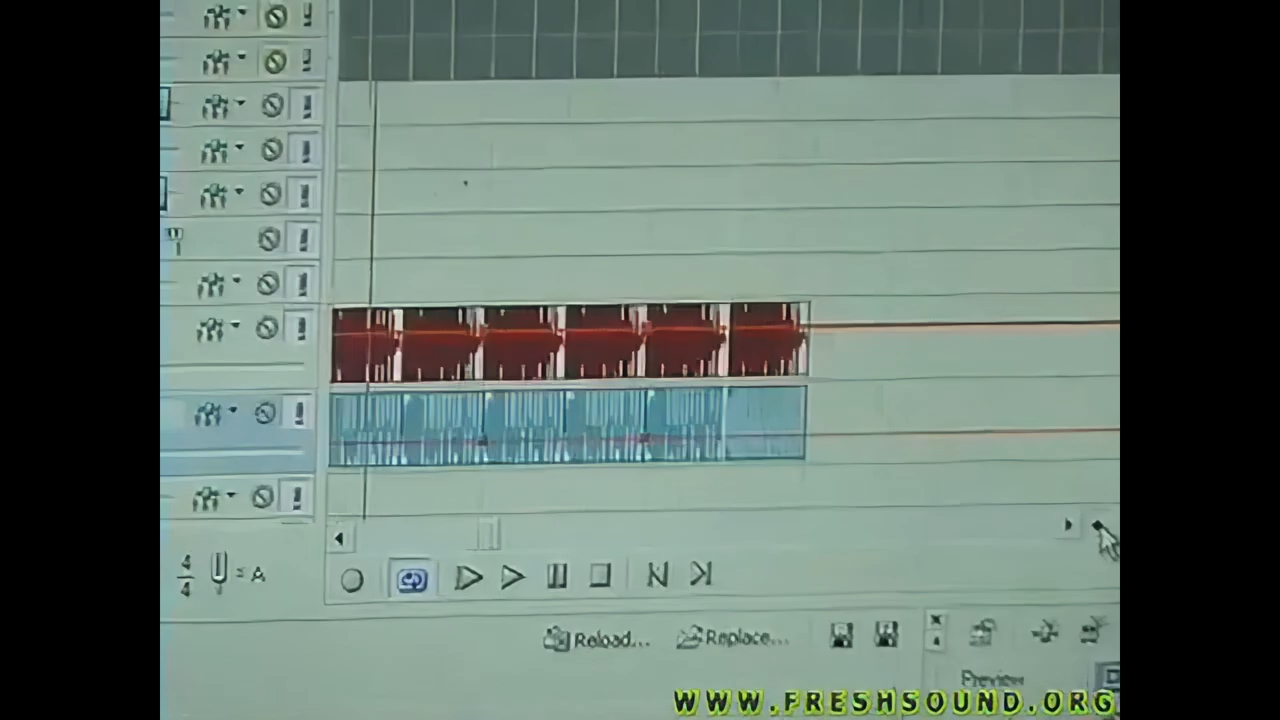 4
4
= A
Reload...
Replace...
Preview
WWW.FRESHSOUND.ORG